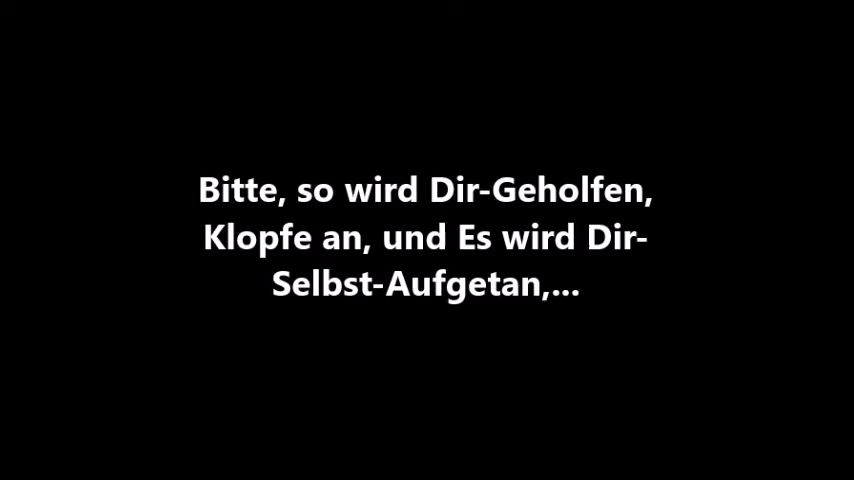 Bitte, so wird Dir-Geholfen,
Klopfe an, und Es wird Dir-
Selbst-Aufgetan,...